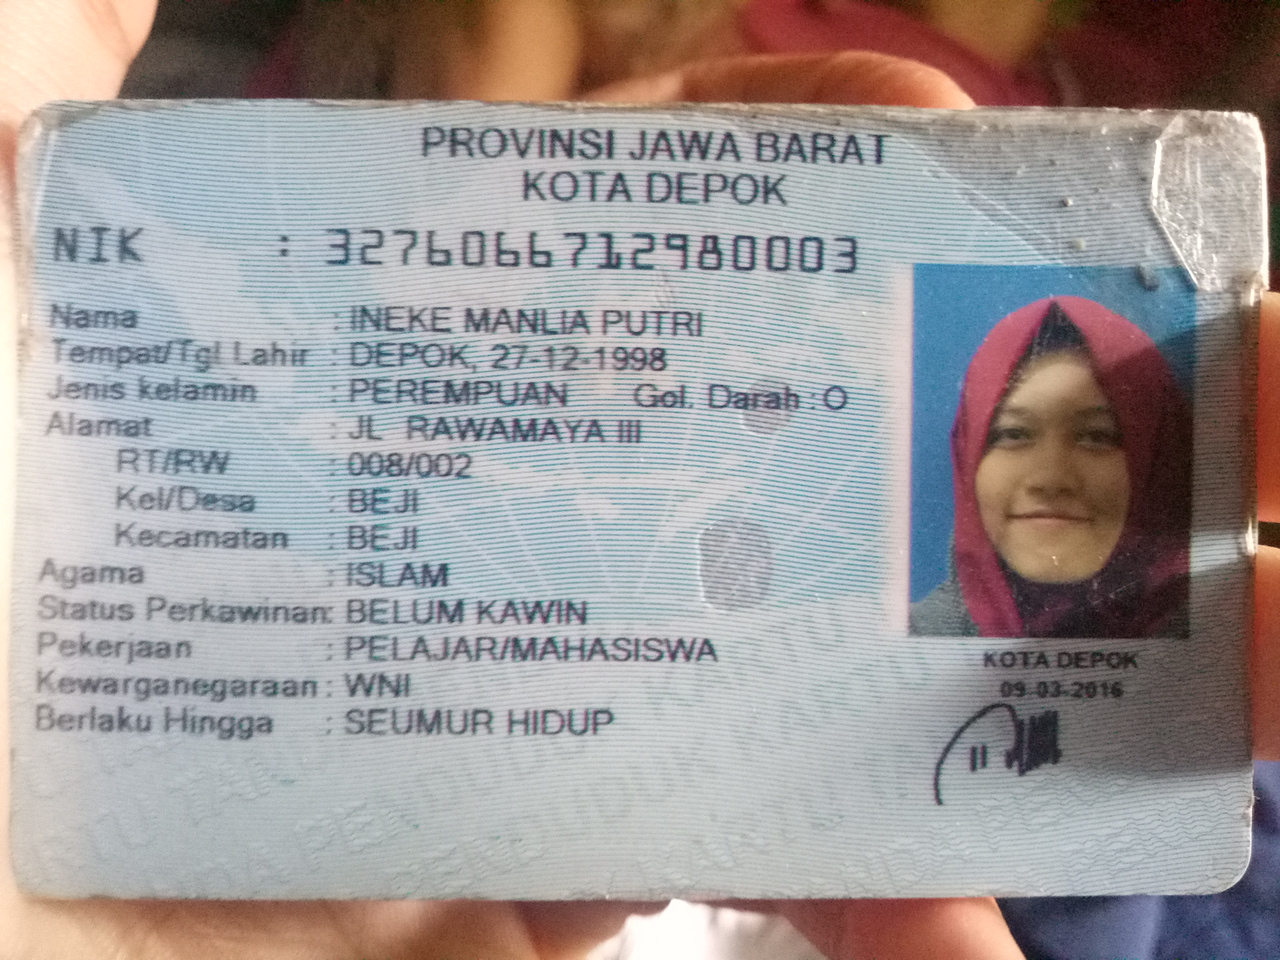 PROVINSI JAWA BARAT
KOTA DEPOK
NIK : 3276066712980003
Nama : INEKE MANLIA PUTRI
Tempat/Tgl Lahir : DEPOK, 27-12-1998
Jenis kelamin : PEREMPUAN Gol. Darah : O
Alamat : JL RAWAMAYA III
RT/RW : 008/002
Kel/Desa : BEJI
Kecamatan : BEJI
Agama : ISLAM
Status Perkawinan: BELUM KAWIN
Pekerjaan : PELAJAR/MAHASISWA
Kewarganegaraan : WNI
Berlaku Hingga : SEUMUR HIDUP
KOTA DEPOK
09-03-2016